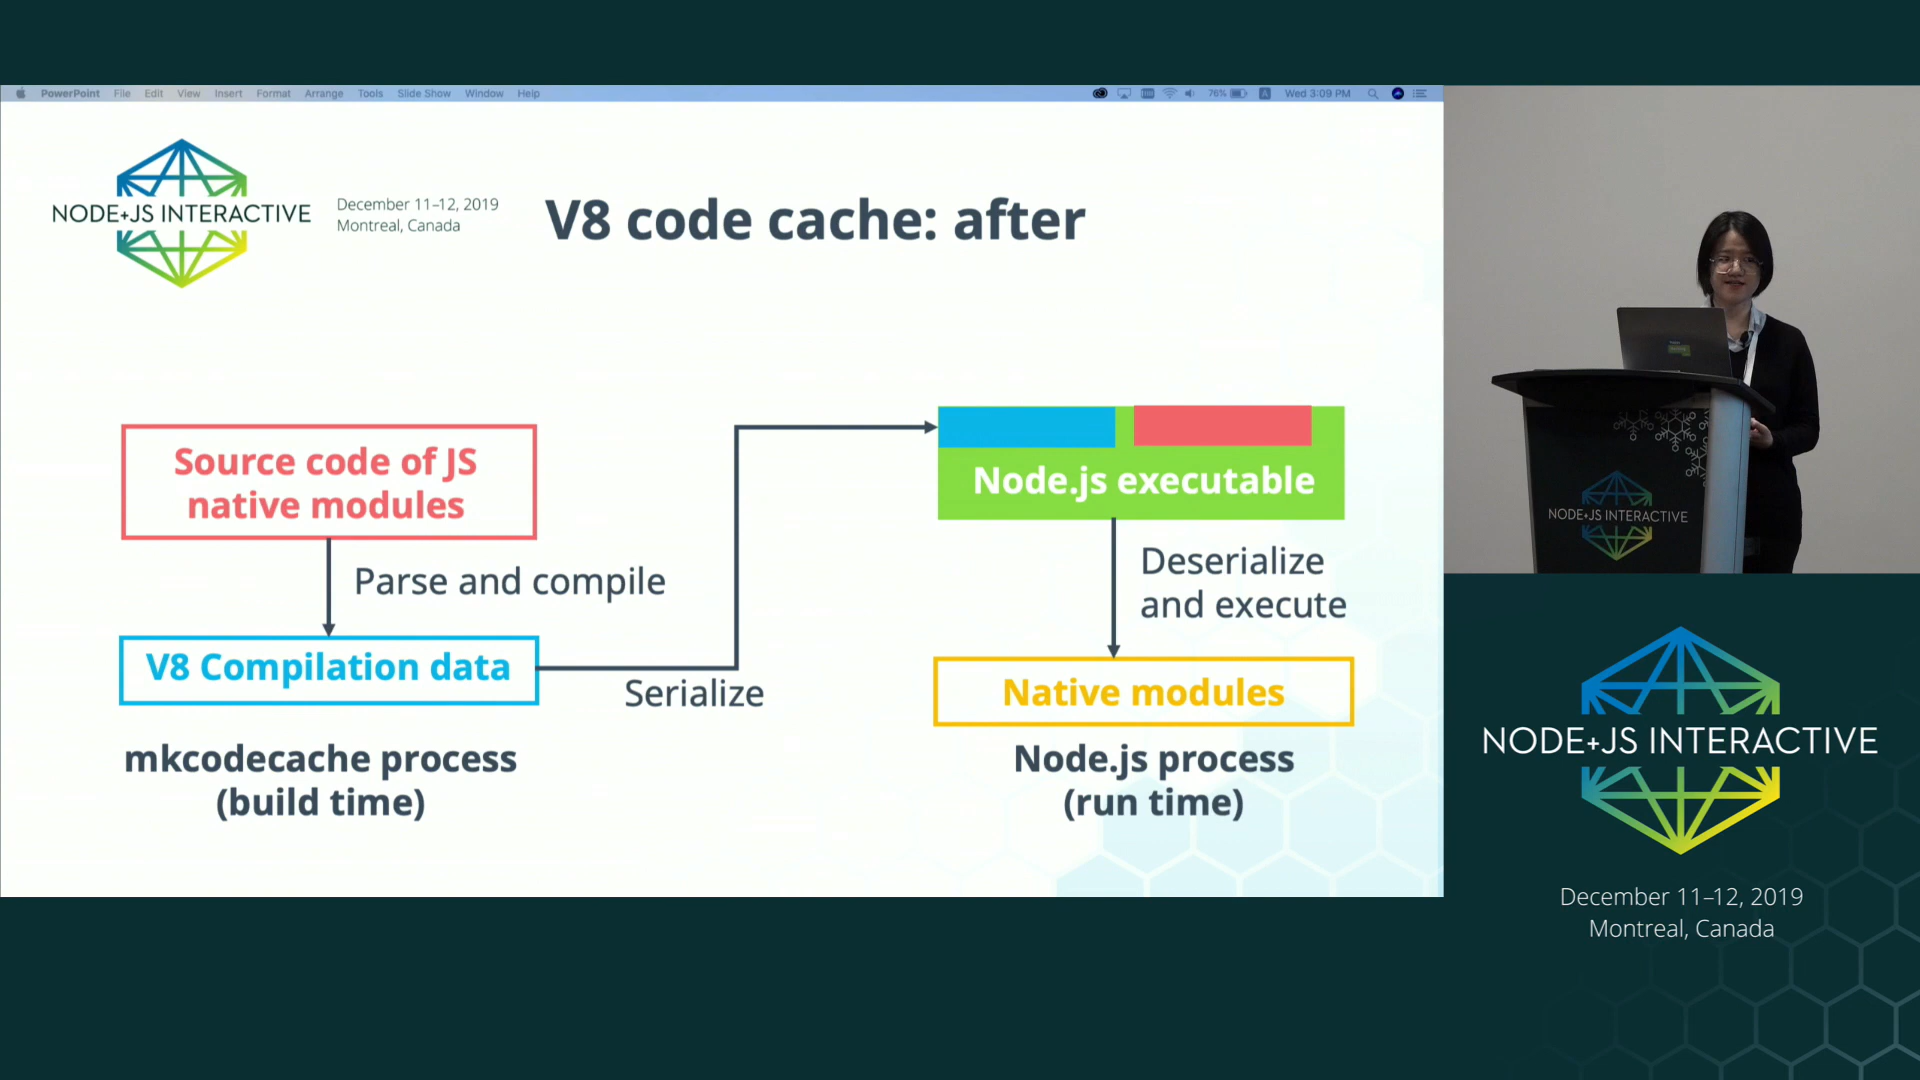 PowerPoint File Edit View Insert Format Arrange Tools Slide Show Window Help
76% A Wed 3:09 PM
NODE+JS INTERACTIVE
December 11–12, 2019
Montreal, Canada
V8 code cache: after
Source code of JS
native modules
Parse and compile
V8 Compilation data
Serialize
mkcodecache process
(build time)
Node.js executable
Deserialize
and execute
Native modules
Node.js process
(run time)
NODE+JS INTERACTIVE
NODE+JS INTERACTIVE
December 11–12, 2019
Montreal, Canada